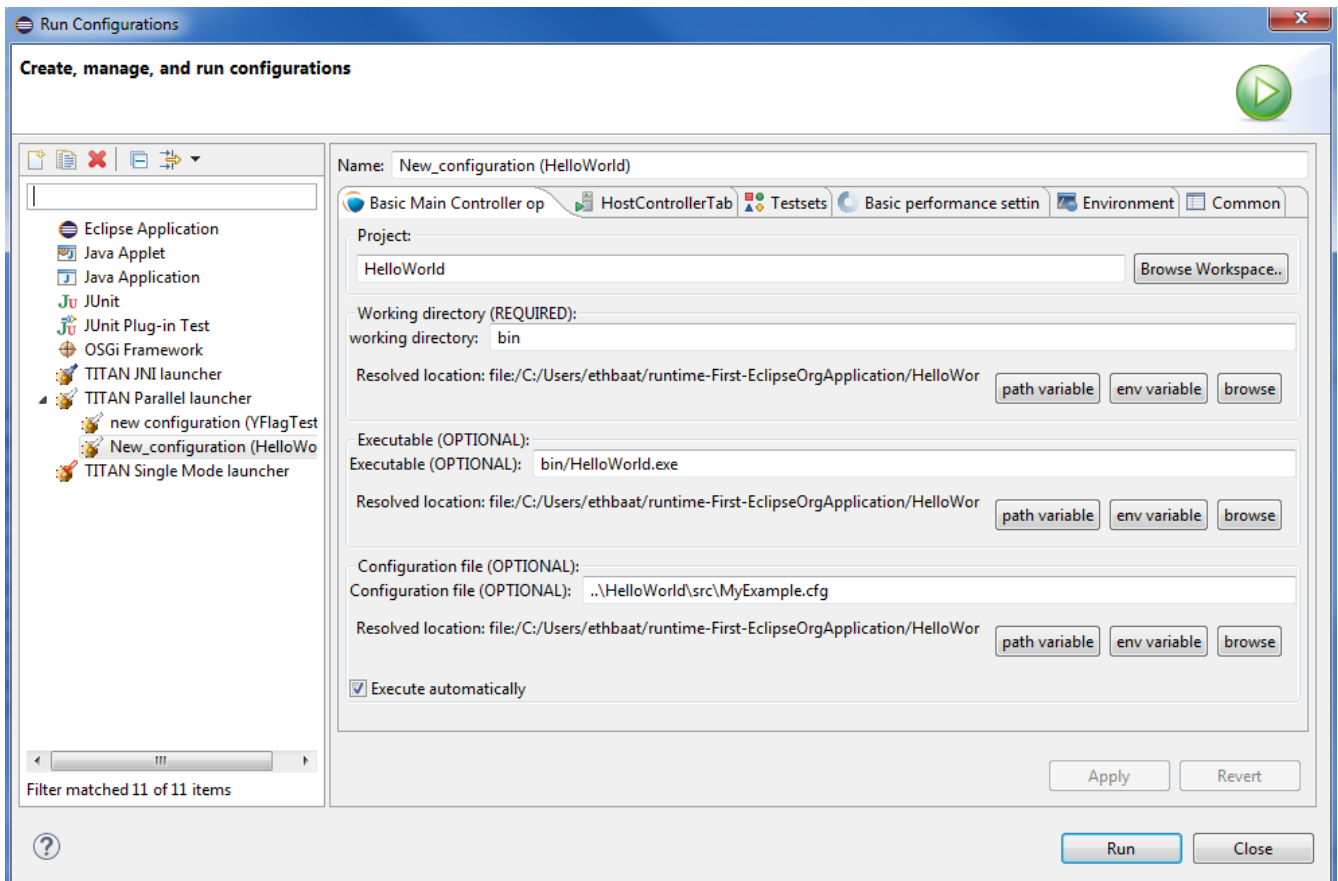 Run Configurations
Create, manage, and run configurations
Name: New_configuration (HelloWorld)
Basic Main Controller op HostControllerTab Testsets Basic performance settin Environment Common
Eclipse Application
Java Applet
Java Application
JUnit
JUnit Plug-in Test
OSGi Framework
TITAN JNI launcher
TITAN Parallel launcher
new configuration (YFlagTest
New_configuration (HelloWo
TITAN Single Mode launcher
Filter matched 11 of 11 items
Project:
HelloWorld Browse Workspace..
Working directory (REQUIRED):
working directory: bin
Resolved location: file:/C:/Users/ethbaat/runtime-First-EclipseOrgApplication/HelloWor path variable env variable browse
Executable (OPTIONAL):
Executable (OPTIONAL): bin/HelloWorld.exe
Resolved location: file:/C:/Users/ethbaat/runtime-First-EclipseOrgApplication/HelloWor path variable env variable browse
Configuration file (OPTIONAL):
Configuration file (OPTIONAL): ..\HelloWorld\src\MyExample.cfg
Resolved location: file:/C:/Users/ethbaat/runtime-First-EclipseOrgApplication/HelloWor path variable env variable browse
Execute automatically
Apply Revert
Run Close